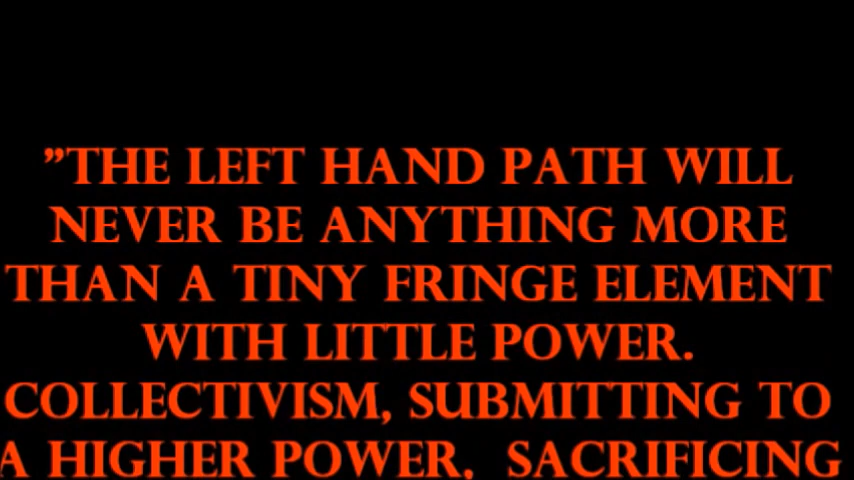 "THE LEFT HAND PATH WILL
NEVER BE ANYTHING MORE
THAN A TINY FRINGE ELEMENT
WITH LITTLE POWER.
COLLECTIVISM, SUBMITTING TO
A HIGHER POWER, SACRIFICING